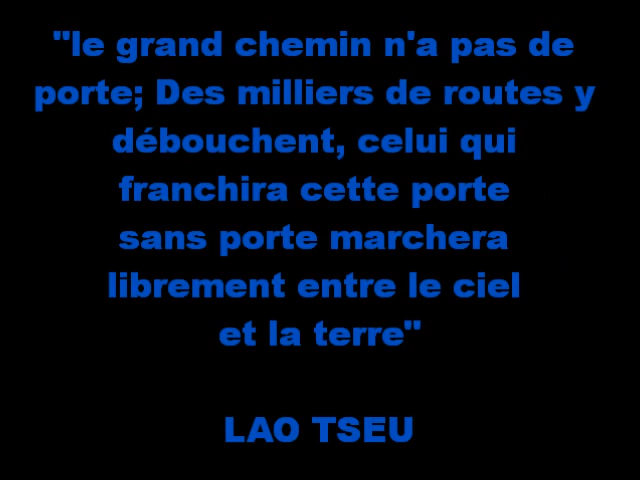 "le grand chemin n'a pas de
porte; Des milliers de routes y
débouchent, celui qui
franchira cette porte
sans porte marchera
librement entre le ciel
et la terre"
LAO TSEU